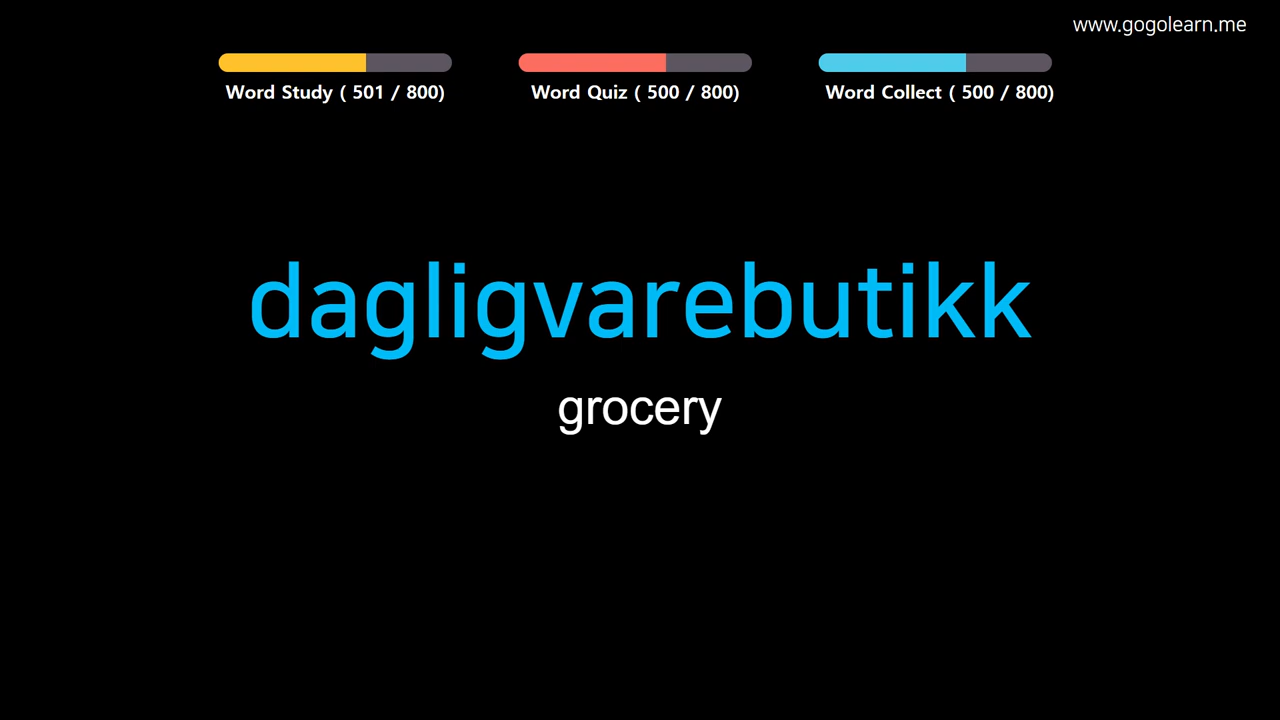 www.gogolearn.me
Word Study ( 501 / 800)
Word Quiz ( 500 / 800)
Word Collect ( 500 / 800)
dagligvarebutikk
grocery